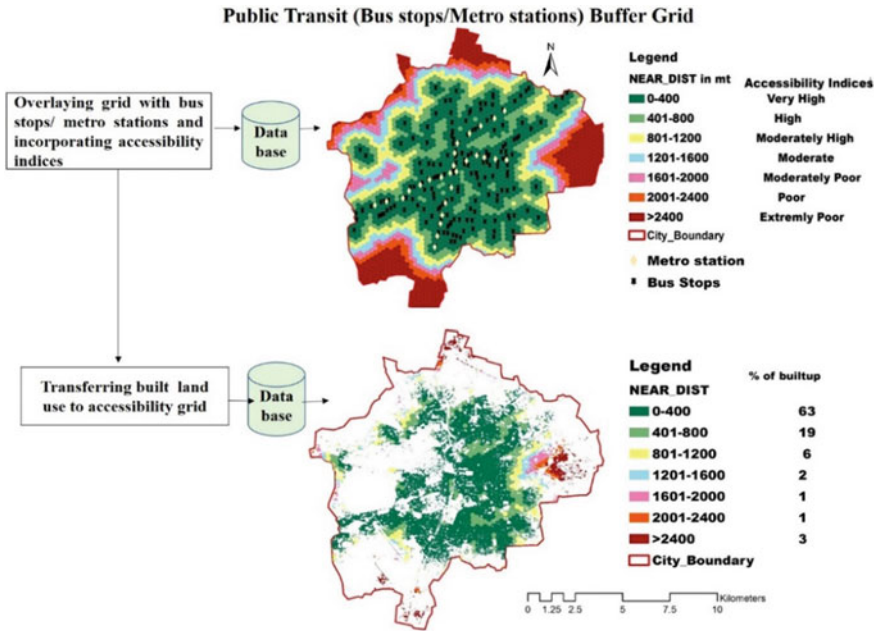 Public Transit (Bus stops/Metro stations) Buffer Grid
Overlaying grid with bus
stops/ metro stations and
incorporating accessibility
indices
Data
base
N
Legend
NEAR_DIST in mt Accessibility Indices
0-400 Very High
401-800 High
801-1200 Moderately High
1201-1600 Moderate
1601-2000 Moderately Poor
2001-2400 Poor
>2400 Extremly Poor
City_Boundary
Metro station
Bus Stops
Transferring built land
use to accessibility grid
Data
base
Legend
NEAR_DIST % of builtup
0-400 63
401-800 19
801-1200 6
1201-1600 2
1601-2000 1
2001-2400 1
>2400 3
City_Boundary
Kilometers
0 1.25 2.5 5 7.5 10